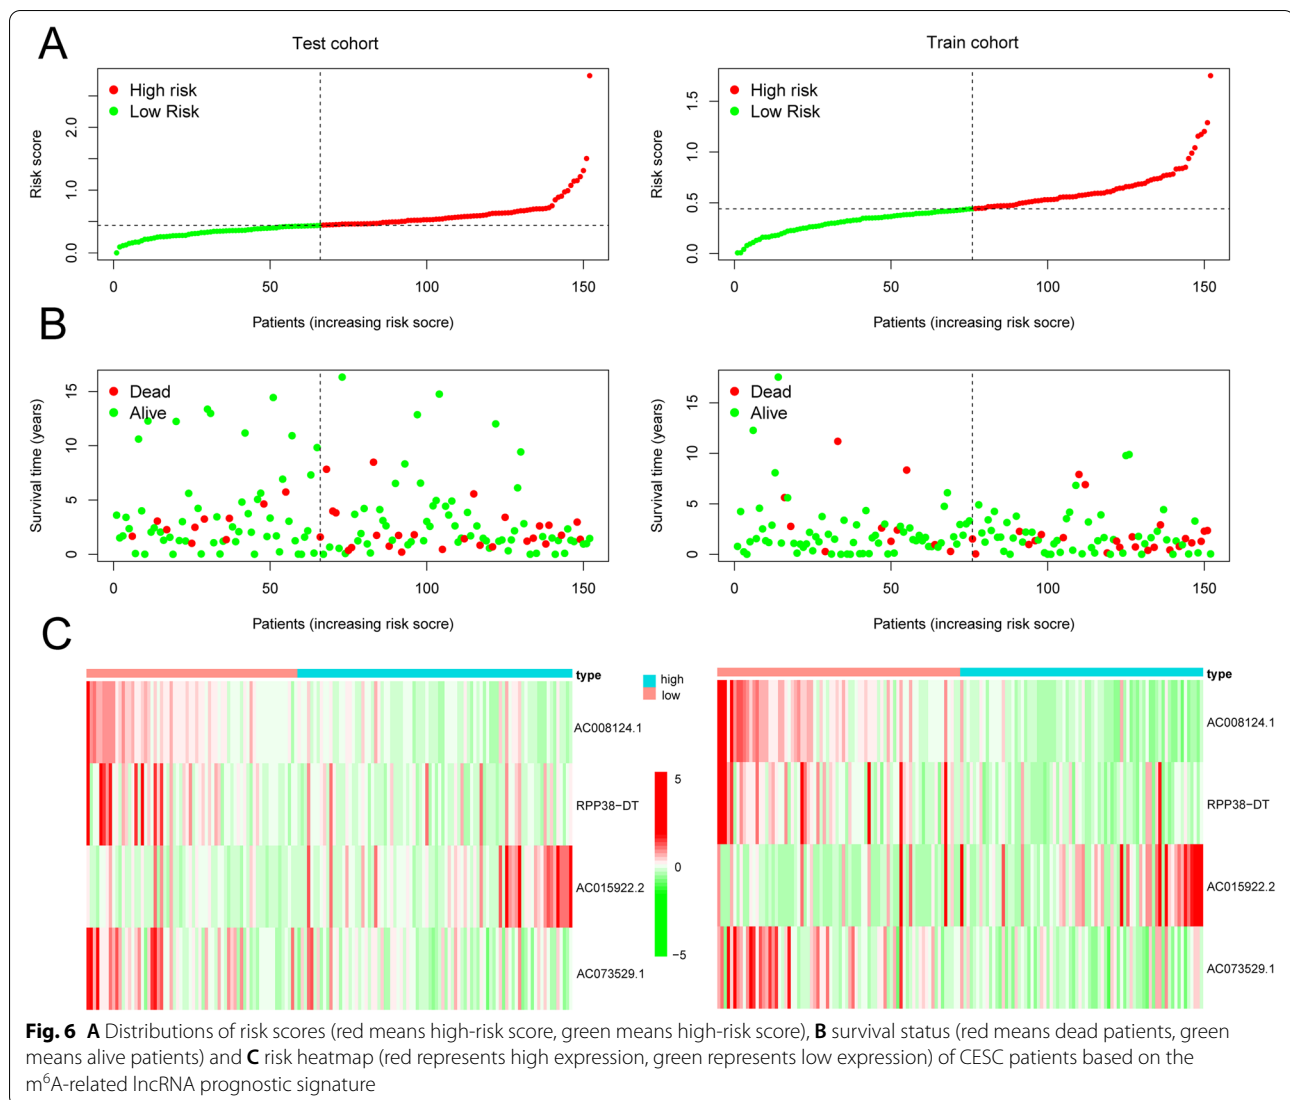 A
Test cohort
Train cohort
High risk
Low Risk
Risk score
0.0
1.0
2.0
0
50
100
150
Patients (increasing risk socre)
High risk
Low Risk
Risk score
0.0
0.5
1.0
1.5
0
50
100
150
Patients (increasing risk socre)
B
Dead
Alive
Survival time (years)
0
5
10
15
0
50
100
150
Patients (increasing risk socre)
Dead
Alive
Survival time (years)
0
5
10
15
0
50
100
150
Patients (increasing risk socre)
C
type
AC008124.1
RPP38-DT
AC015922.2
AC073529.1
high
low
5
0
-5
type
AC008124.1
RPP38-DT
AC015922.2
AC073529.1
Fig. 6 A Distributions of risk scores (red means high-risk score, green means high-risk score), B survival status (red means dead patients, green
means alive patients) and C risk heatmap (red represents high expression, green represents low expression) of CESC patients based on the
m⁶A-related lncRNA prognostic signature